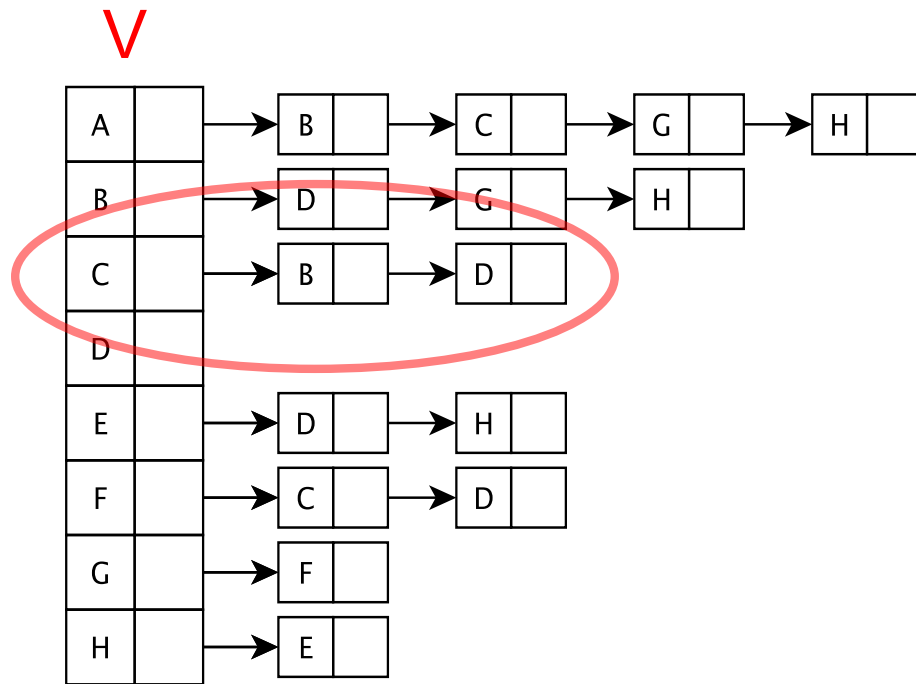 V
A B C G H
B D G H
C B D
D
E D H
F C D
G F
H E